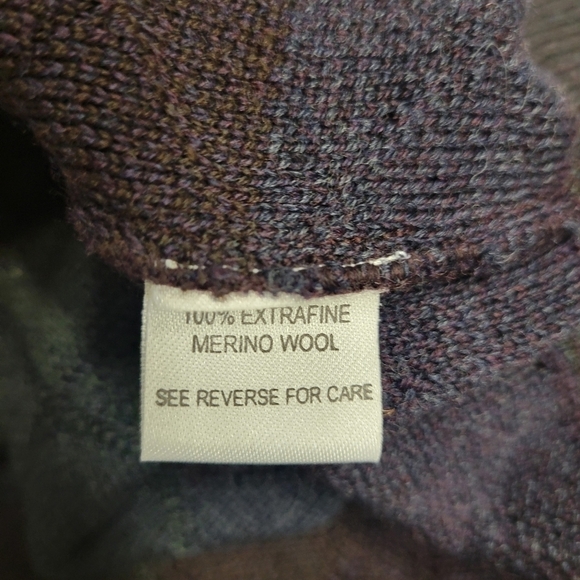 100% EXTRAFINE
MERINO WOOL
SEE REVERSE FOR CARE